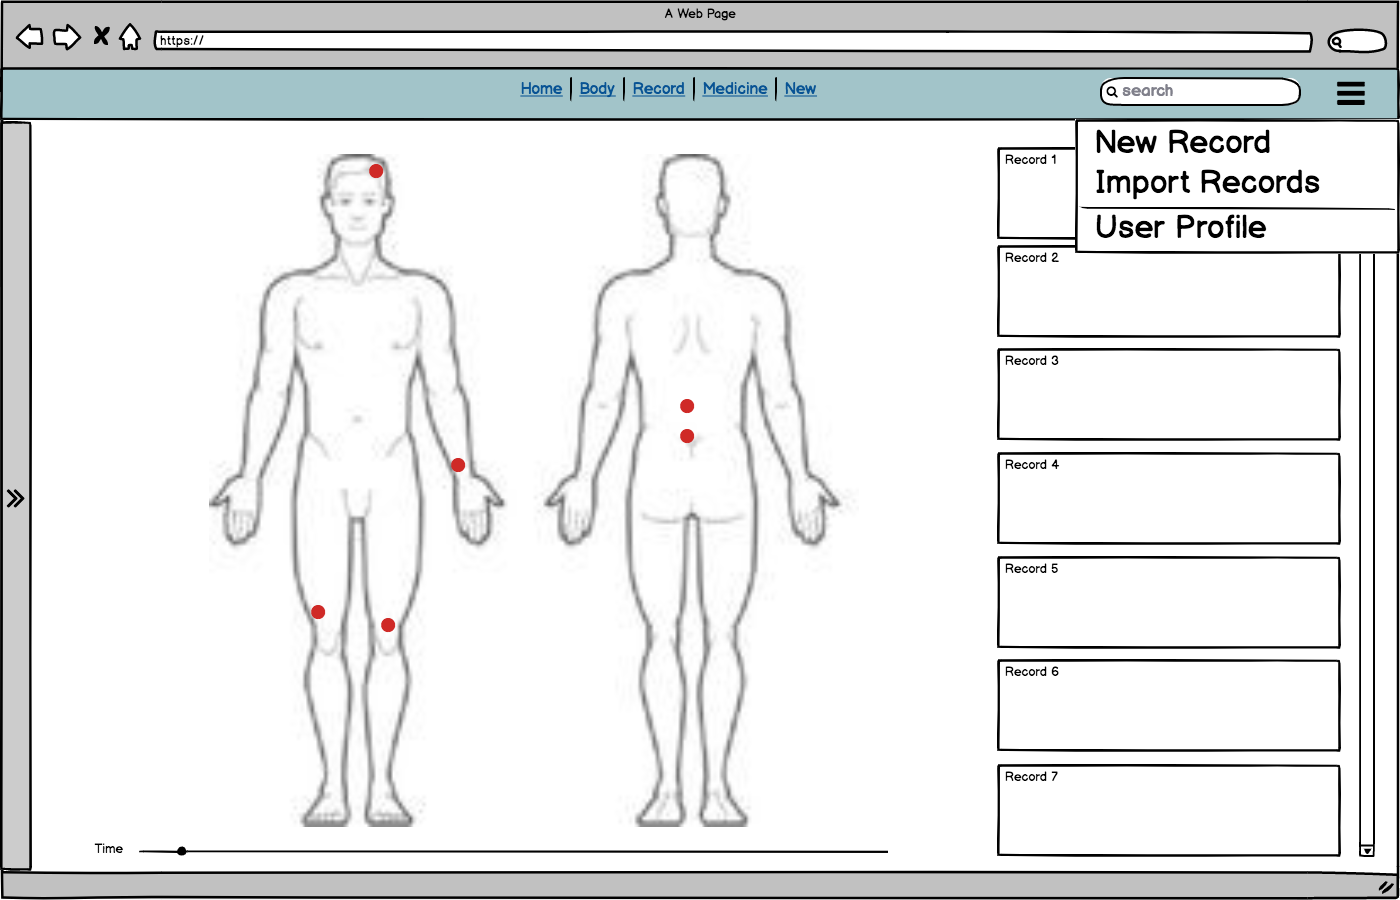 A Web Page
https://
Home Body Record Medicine New
search
New Record
Import Records
User Profile
Record 1
Record 2
Record 3
Record 4
Record 5
Record 6
Record 7
Time